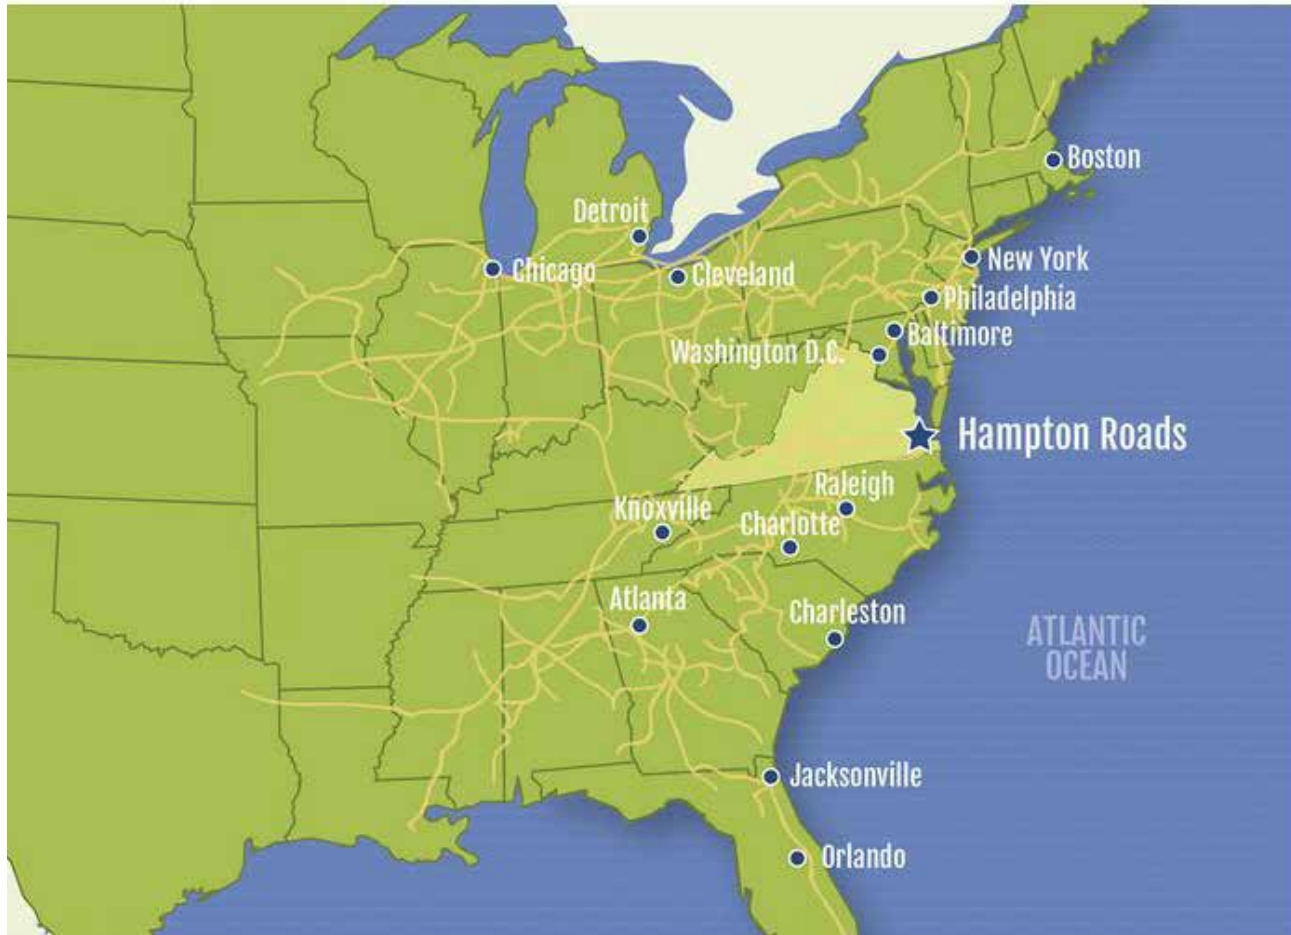 Boston
Detroit
New York
Chicago
Cleveland
Philadelphia
Baltimore
Washington D.C.
Hampton Roads
Raleigh
Knoxville
Charlotte
Atlanta
Charleston
ATLANTIC
OCEAN
Jacksonville
Orlando